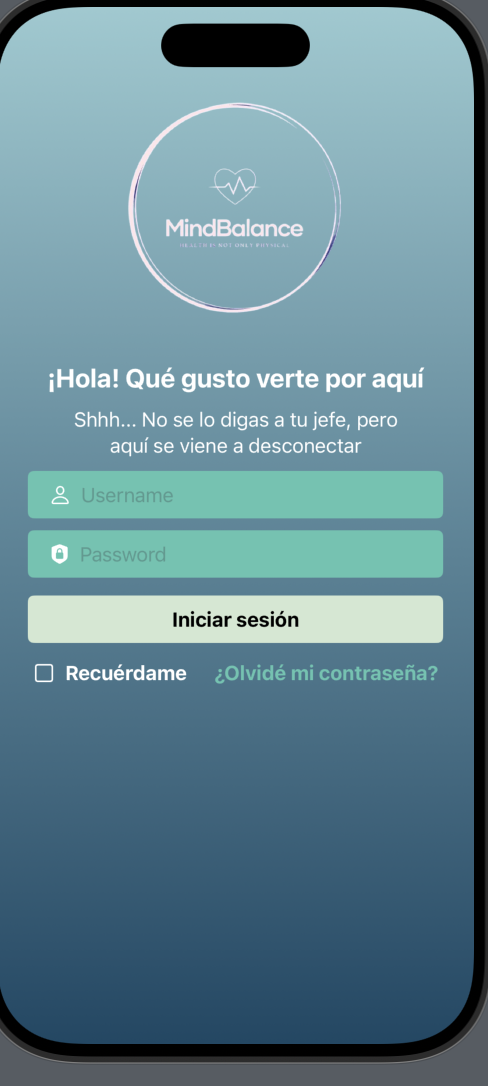 MindBalance
HEALTH IS NOT ONLY PHYSICAL
¡Hola! Qué gusto verte por aquí
Shhh... No se lo digas a tu jefe, pero
aquí se viene a desconectar
Username
Password
Iniciar sesión
Recuérdame ¿Olvidé mi contraseña?